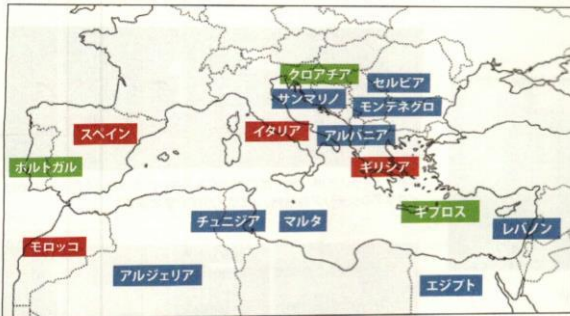 クロアチア
セルビア
サンマリノ
モンテネグロ
スペイン
イタリア
アルバニア
ポルトガル
ギリシア
チュニジア
マルタ
ギプロス
レバノン
モロッコ
アルジェリア
エジプト